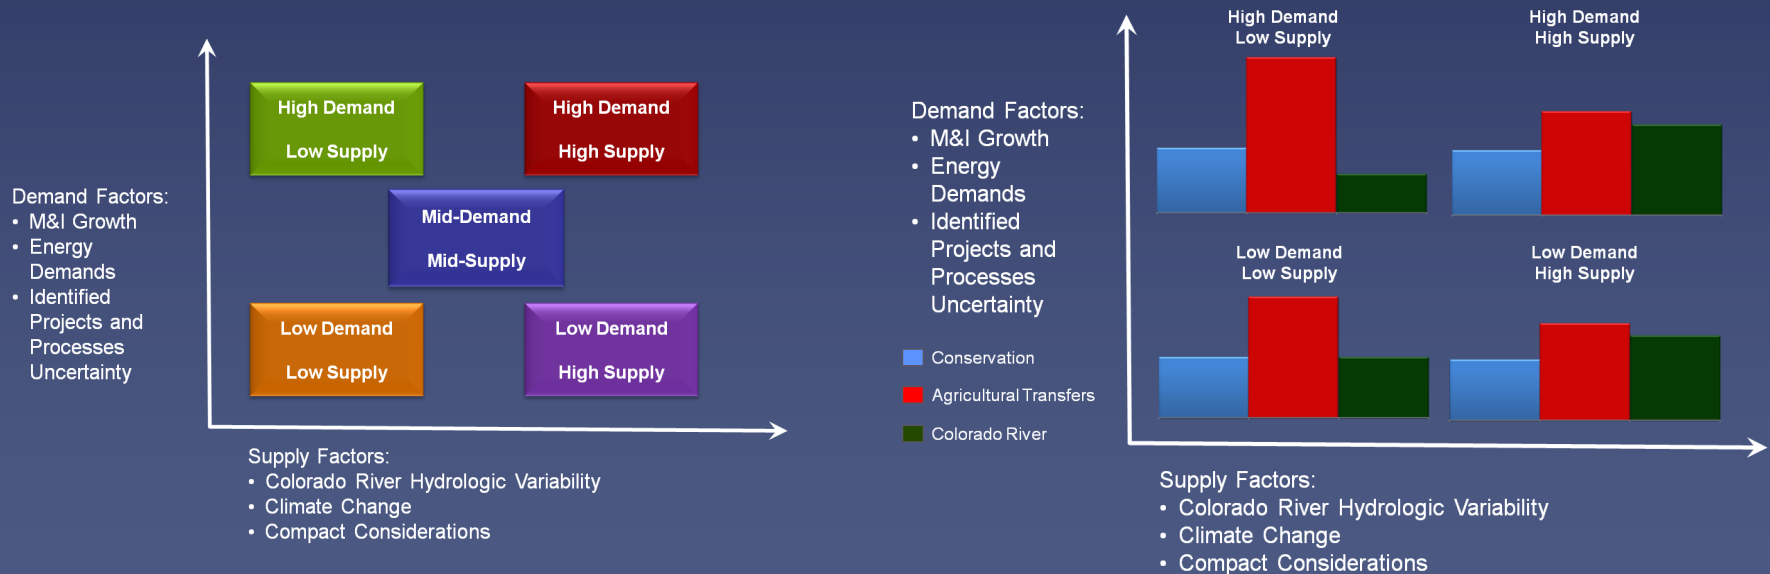 High Demand
Low Supply
High Demand
High Supply
Mid-Demand
Mid-Supply
Low Demand
Low Supply
Low Demand
High Supply
Demand Factors:
• M&I Growth
• Energy
Demands
• Identified
Projects and
Processes
Uncertainty
Supply Factors:
• Colorado River Hydrologic Variability
• Climate Change
• Compact Considerations
High Demand
Low Supply
High Demand
High Supply
Demand Factors:
• M&I Growth
• Energy
Demands
• Identified
Projects and
Processes
Uncertainty
Low Demand
Low Supply
Low Demand
High Supply
Conservation
Agricultural Transfers
Colorado River
Supply Factors:
• Colorado River Hydrologic Variability
• Climate Change
• Compact Considerations